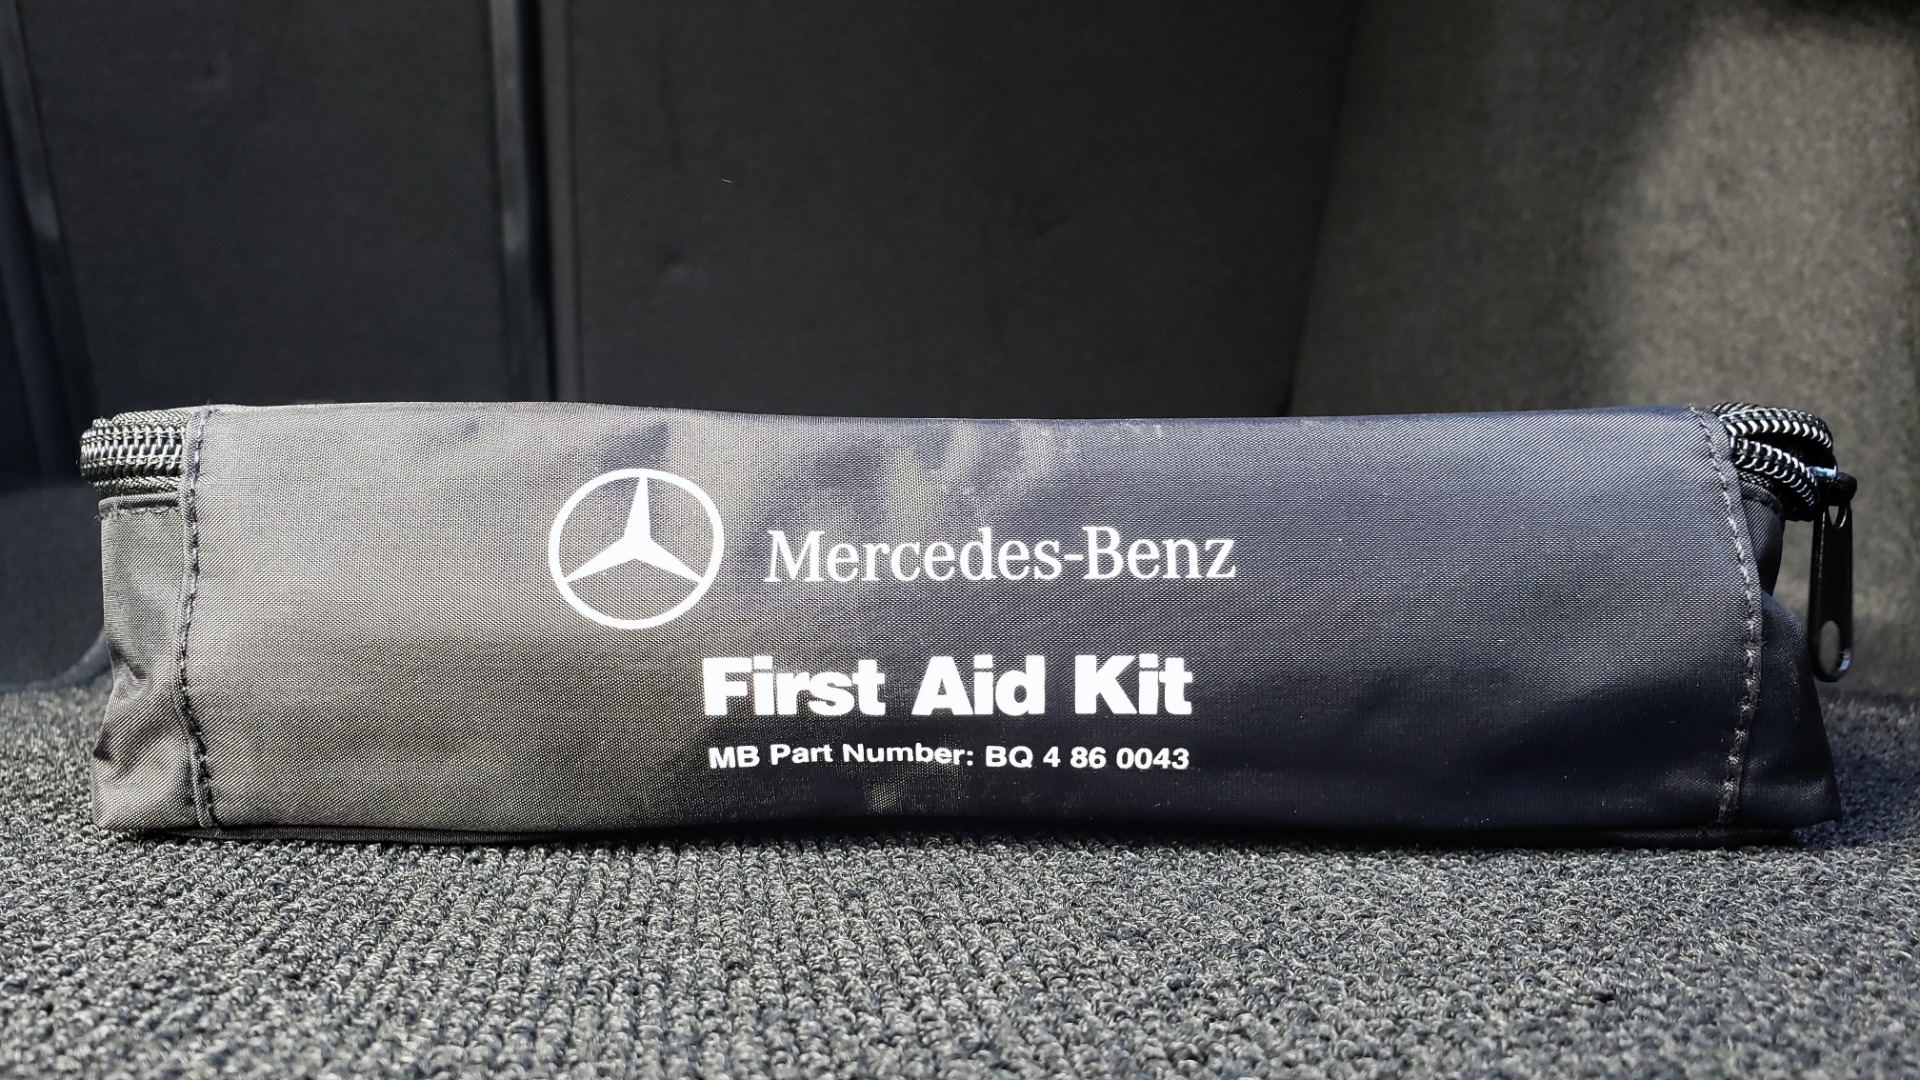 Mercedes-Benz
First Aid Kit
MB Part Number: BQ 4 86 0043